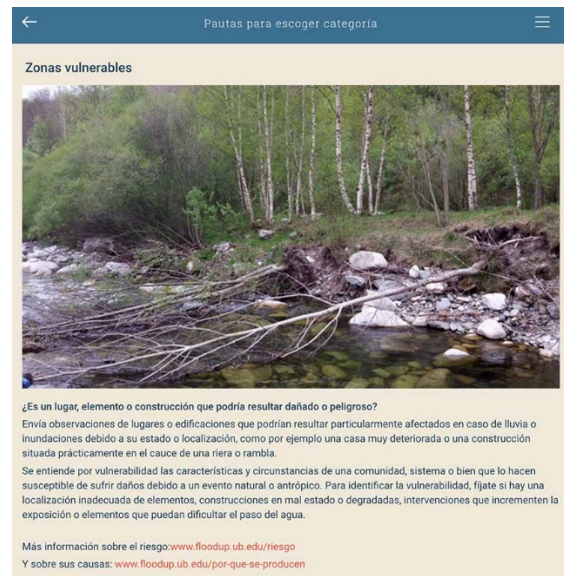 Pautas para escoger categoría
Zonas vulnerables
¿Es un lugar, elemento o construcción que podría resultar dañado o peligroso?
Envía observaciones de lugares o edificaciones que podrían resultar particularmente afectados en caso de lluvia o
inundaciones debido a su estado o localización, como por ejemplo una casa muy deteriorada o una construcción
situada prácticamente en el cauce de una riera o rambla.
Se entiende por vulnerabilidad las características y circunstancias de una comunidad, sistema o bien que lo hacen
susceptible de sufrir daños debido a un evento natural o antrópico. Para identificar la vulnerabilidad, fíjate si hay una
localización inadecuada de elementos, construcciones en mal estado o degradadas, intervenciones que incrementen la
exposición o elementos que puedan dificultar el paso del agua.
Más información sobre el riesgo:www.floodup.ub.edu/riesgo
Y sobre sus causas: www.floodup.ub.edu/por-que-se-producen